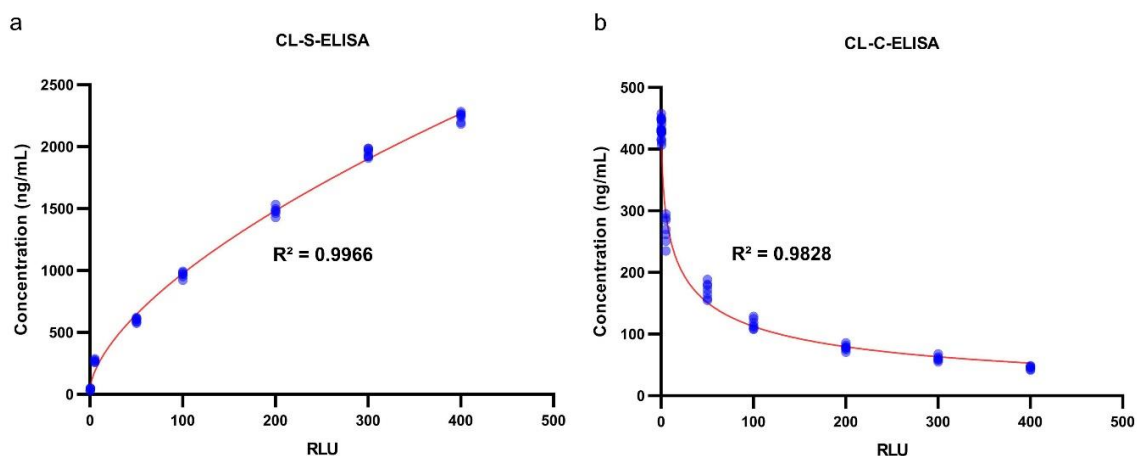 a
CL-S-ELISA
Concentration (ng/mL)
2500
2000
1500
1000
500
0
R² = 0.9966
0 100 200 300 400 500
RLU
b
CL-C-ELISA
Concentration (ng/mL)
500
400
300
200
100
0
R² = 0.9828
0 100 200 300 400 500
RLU